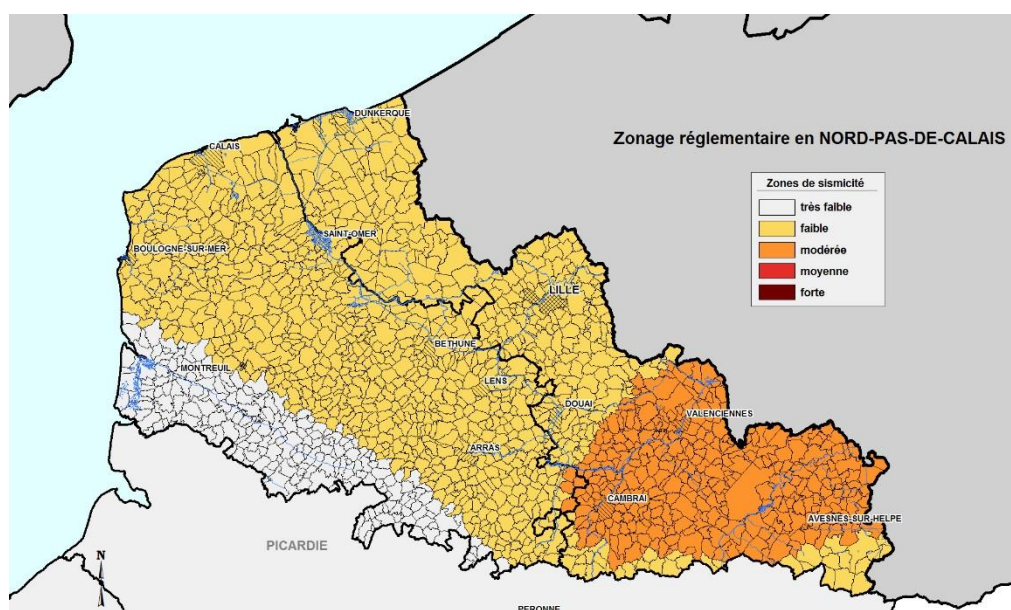 DUNKERQUE
CALAIS
Zonage réglementaire en NORD-PAS-DE-CALAIS
Zones de sismicité
très faible
faible
modérée
moyenne
forte
SAINT-OMER
BOULOGNE-SUR-MER
LILLE
BETHUNE
MONTREUIL
LENS
DOUAI
VALENCIENNES
ARRAS
CAMBRAI
AVESNES-SUR-HELPE
PICARDIE
N
PERONNE